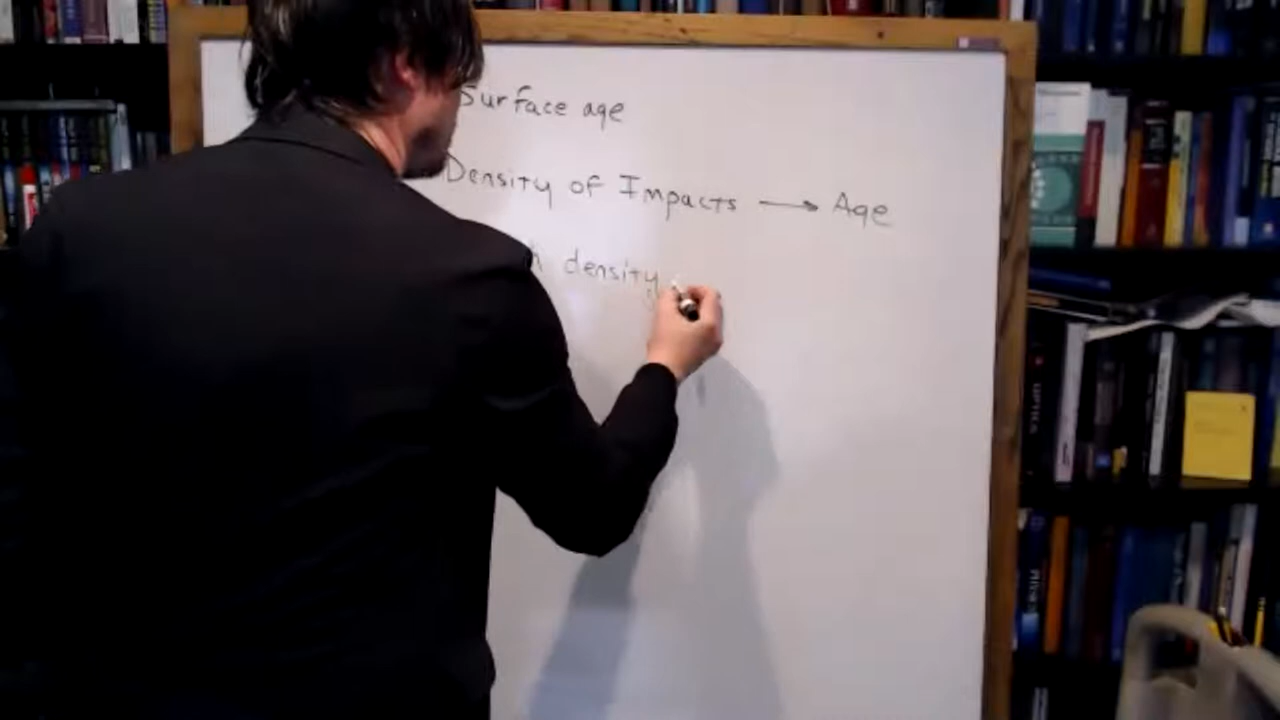 Surface age
Density of Impacts → Age
h density